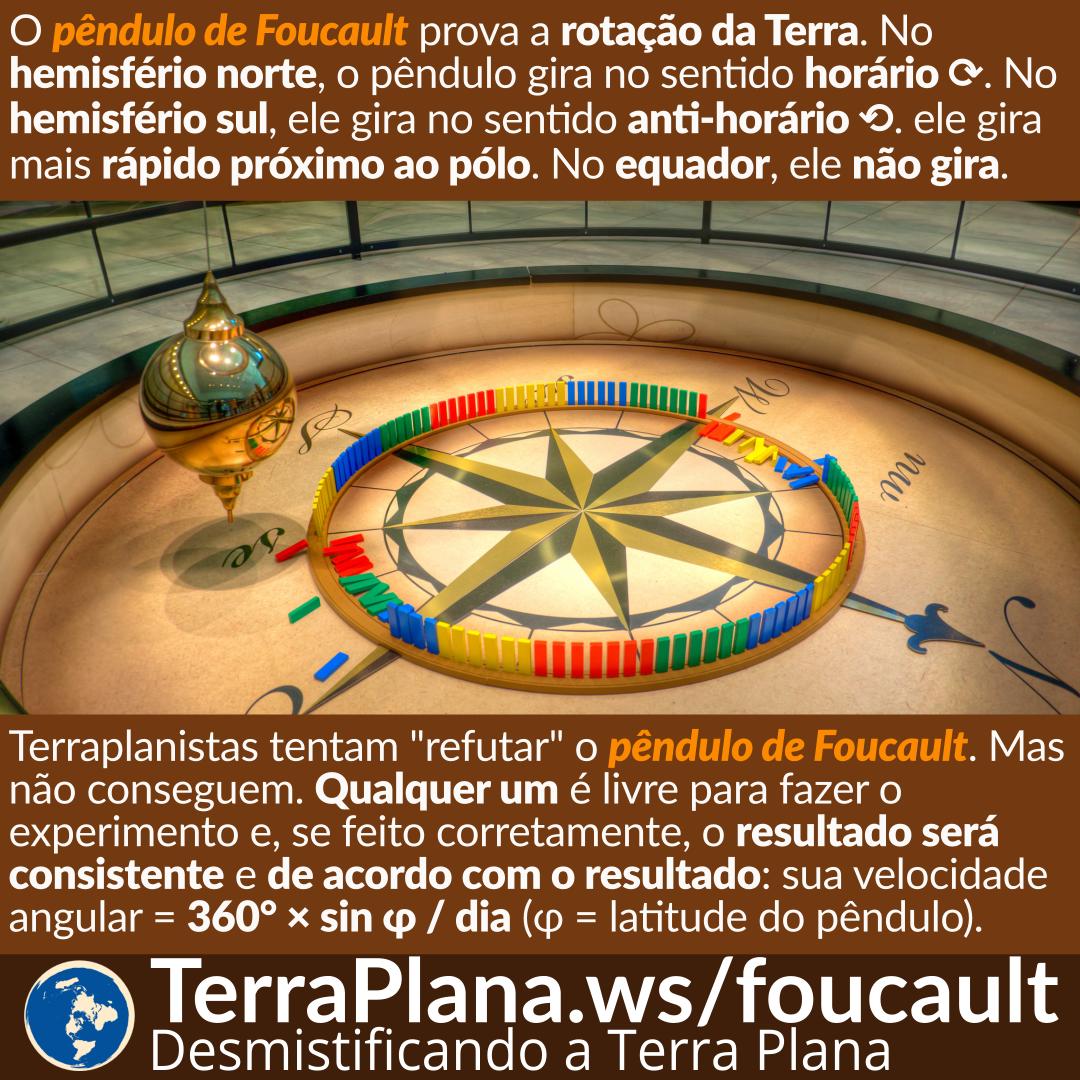 O pêndulo de Foucault prova a rotação da Terra. No
hemisfério norte, o pêndulo gira no sentido horário ⟳. No
hemisfério sul, ele gira no sentido anti-horário ⟲. ele gira
mais rápido próximo ao pólo. No equador, ele não gira.
se
w
nw
n
Terraplanistas tentam "refutar" o pêndulo de Foucault. Mas
não conseguem. Qualquer um é livre para fazer o
experimento e, se feito corretamente, o resultado será
consistente e de acordo com o resultado: sua velocidade
angular = 360° × sin φ / dia (φ = latitude do pêndulo).
TerraPlana.ws/foucault
Desmistificando a Terra Plana